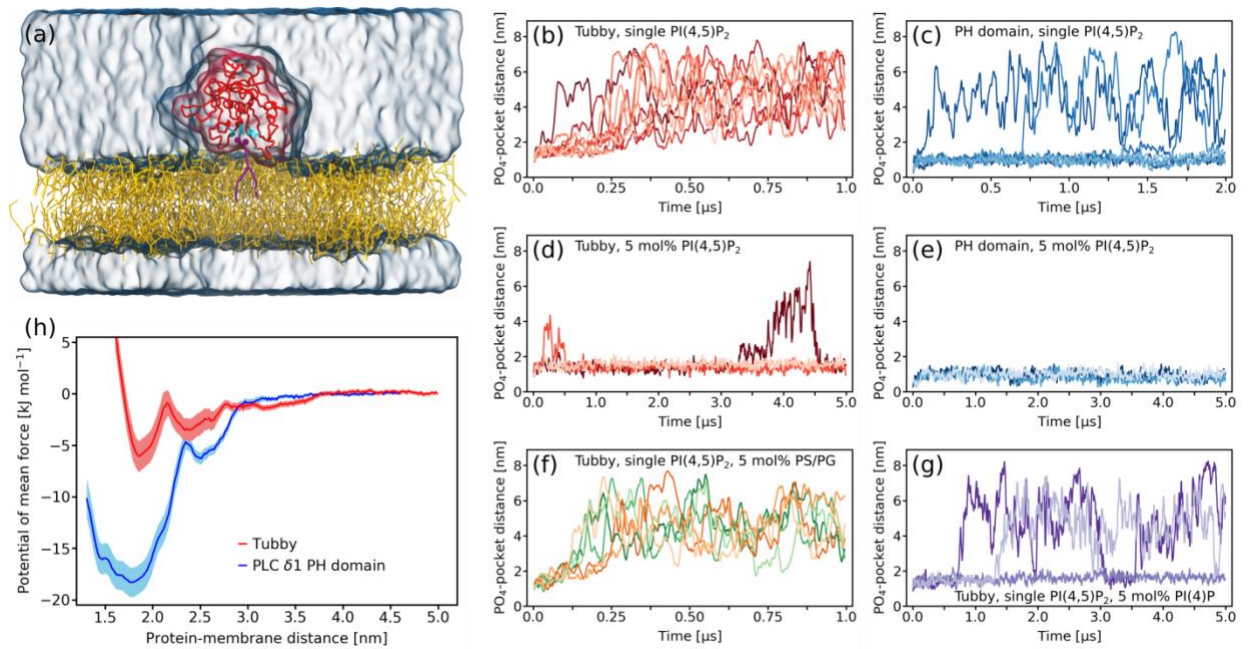 (a)
(b) Tubby, single PI(4,5)P₂
PO₄-pocket distance [nm]
8
6
4
2
0
0.0 0.25 0.50 0.75 1.0
Time [μs]
(c) PH domain, single PI(4,5)P₂
PO₄-pocket distance [nm]
8
6
4
2
0
0.0 0.5 1.0 1.5 2.0
Time [μs]
(d) Tubby, 5 mol% PI(4,5)P₂
PO₄-pocket distance [nm]
8
6
4
2
0
0.0 1.0 2.0 3.0 4.0 5.0
Time [μs]
(e) PH domain, 5 mol% PI(4,5)P₂
PO₄-pocket distance [nm]
8
6
4
2
0
0.0 1.0 2.0 3.0 4.0 5.0
Time [μs]
(f) Tubby, single PI(4,5)P₂, 5 mol% PS/PG
PO₄-pocket distance [nm]
8
6
4
2
0
0.0 0.25 0.50 0.75 1.0
Time [μs]
(g)
PO₄-pocket distance [nm]
8
6
4
2
0
Tubby, single PI(4,5)P₂, 5 mol% PI(4)P
0.0 1.0 2.0 3.0 4.0 5.0
Time [μs]
(h)
Potential of mean force [kJ mol⁻¹]
5
0
−5
−10
−15
−20
Tubby
PLC δ1 PH domain
1.5 2.0 2.5 3.0 3.5 4.0 4.5 5.0
Protein-membrane distance [nm]